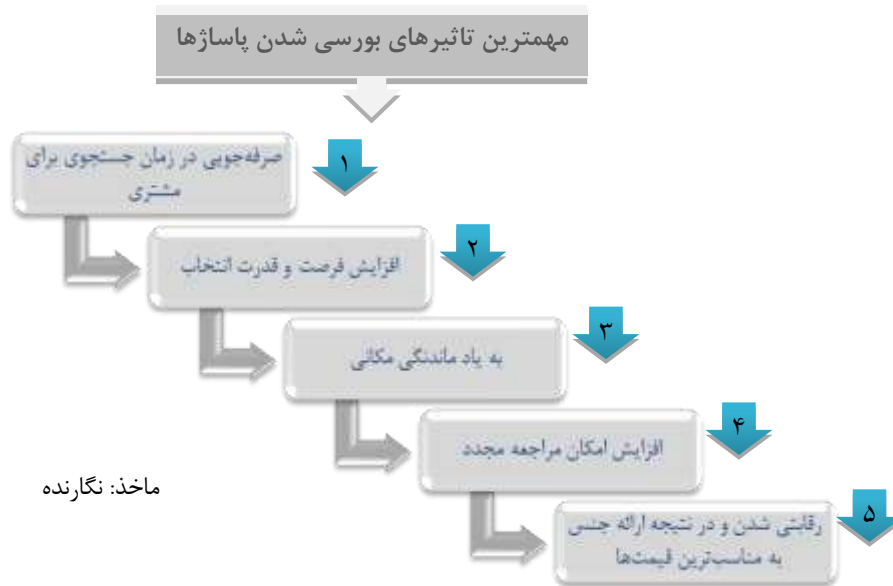 مهمترین تاثیرهای بورسی شدن پاساژها
۱
صرفه‌جویی در زمان جستجوی برای
مشتری
۲
افزایش فرصت و قدرت انتخاب
۳
به یاد ماندنگی مکانی
۴
افزایش امکان مراجعه مجدد
۵
رقابتی شدن و در نتیجه ارائه جنس
به مناسب‌ترین قیمت‌ها
ماخذ: نگارنده